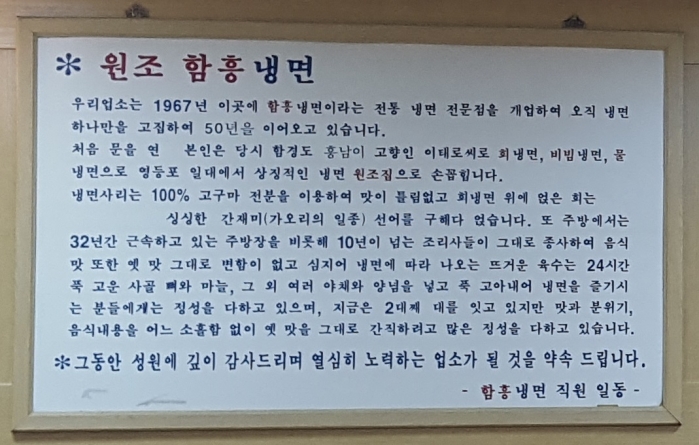 * 원조 함흥냉면
우리업소는 1967년 이곳에 함흥냉면이라는 전통 냉면 전문점을 개업하여 오직 냉면
하나만을 고집하여 50년을 이어오고 있습니다.
처음 문을 연 본인은 당시 함경도 흥남이 고향인 이태로씨로 회냉면, 비빔냉면, 물
냉면으로 영등포 일대에서 상징적인 냉면 원조집으로 손꼽힙니다.
냉면사리는 100% 고구마 전분을 이용하여 맛이 틀림없고 회냉면 위에 얹은 회는
싱싱한 간재미(가오리의 일종) 선어를 구해다 얹습니다. 또 주방에서는
32년간 근속하고 있는 주방장을 비롯해 10년이 넘는 조리사들이 그대로 종사하여 음식
맛 또한 옛 맛 그대로 변함이 없고 심지어 냉면에 따라 나오는 뜨거운 육수는 24시간
푹 고운 사골 뼈와 마늘, 그 외 여러 야채와 양념을 넣고 푹 고아내어 냉면을 즐기시
는 분들에게는 정성을 다하고 있으며, 지금은 2대째 대를 잇고 있지만 맛과 분위기,
음식내용을 어느 소홀함 없이 옛 맛을 그대로 간직하려고 많은 정성을 다하고 있습니다.
*그동안 성원에 깊이 감사드리며 열심히 노력하는 업소가 될 것을 약속 드립니다.
- 함흥냉면 직원 일동 -